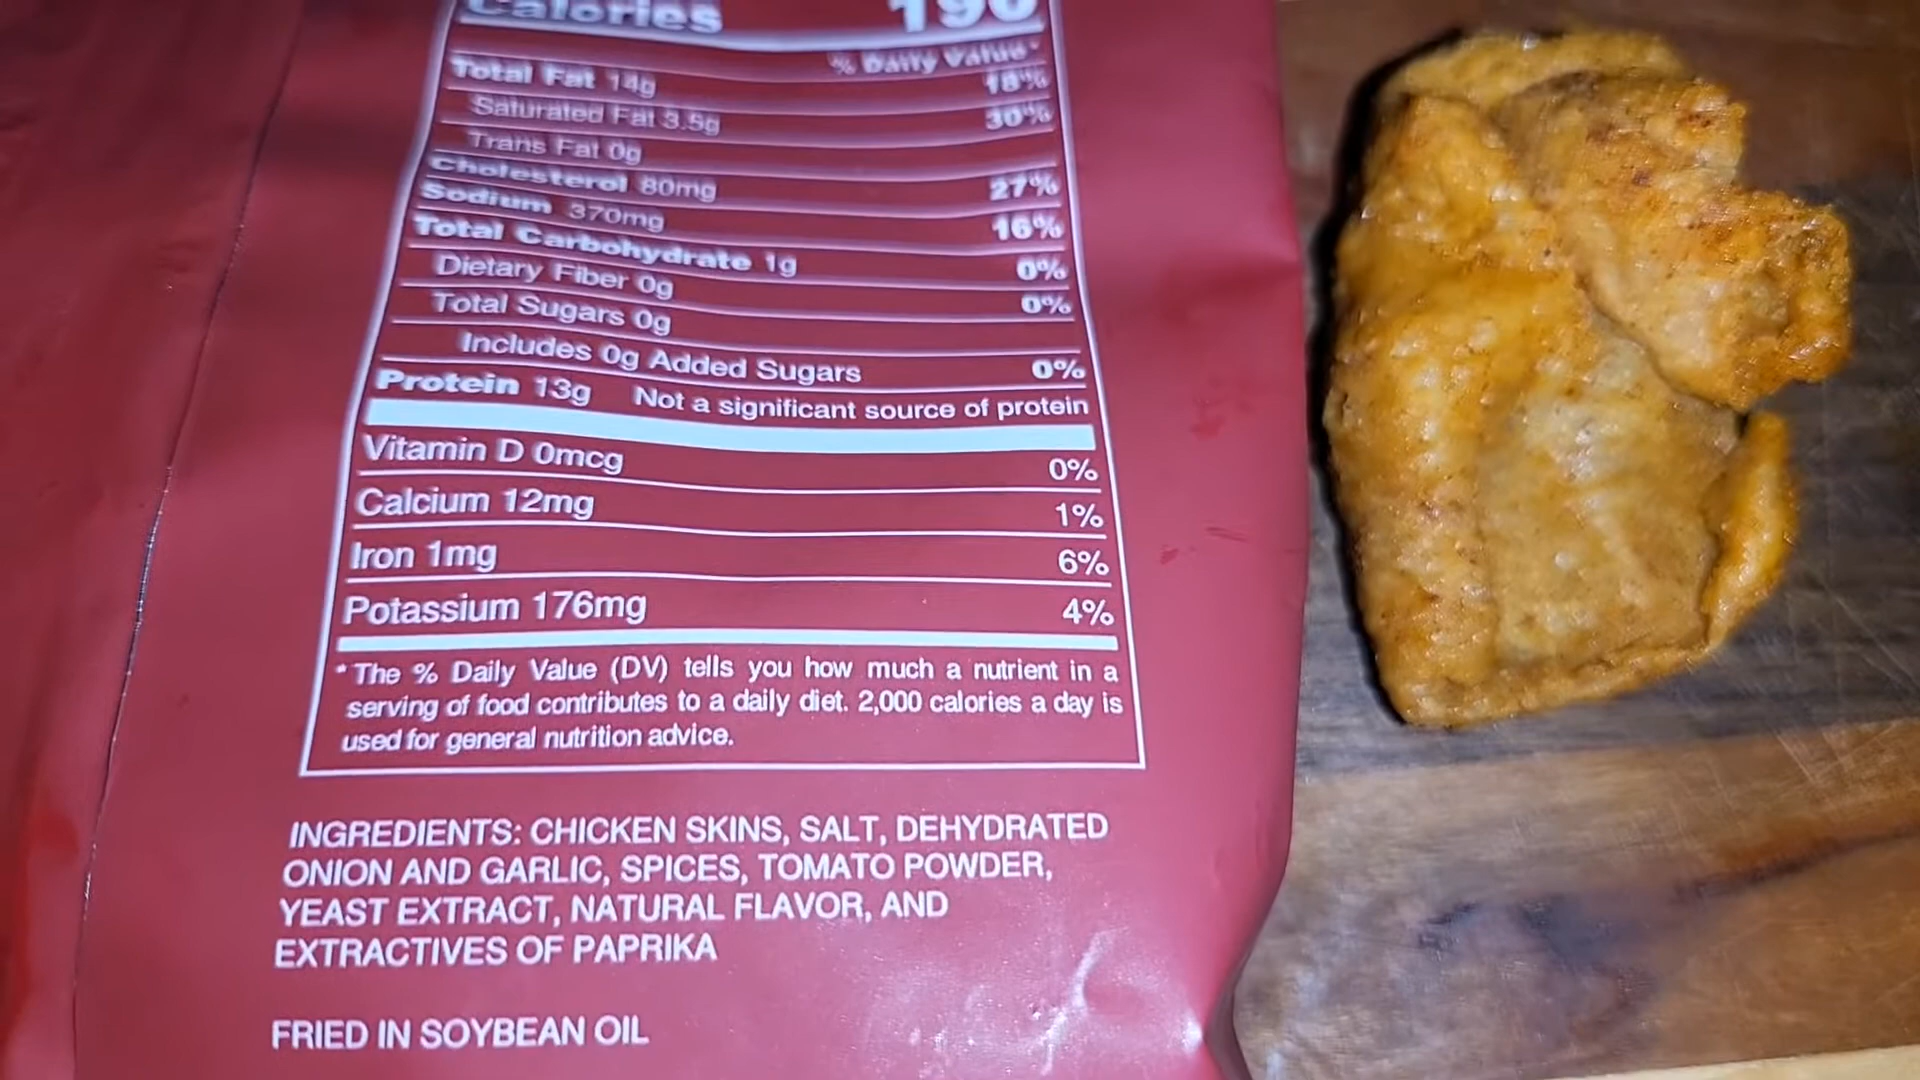 Calories 190
% Daily Value*
Total Fat 14g 18%
Saturated Fat 3.5g 30%
Trans Fat 0g
Cholesterol 80mg 27%
Sodium 370mg 16%
Total Carbohydrate 1g 0%
Dietary Fiber 0g 0%
Total Sugars 0g
Includes 0g Added Sugars 0%
Protein 13g Not a significant source of protein
Vitamin D 0mcg 0%
Calcium 12mg 1%
Iron 1mg 6%
Potassium 176mg 4%
*The % Daily Value (DV) tells you how much a nutrient in a
serving of food contributes to a daily diet. 2,000 calories a day is
used for general nutrition advice.
INGREDIENTS: CHICKEN SKINS, SALT, DEHYDRATED
ONION AND GARLIC, SPICES, TOMATO POWDER,
YEAST EXTRACT, NATURAL FLAVOR, AND
EXTRACTIVES OF PAPRIKA
FRIED IN SOYBEAN OIL